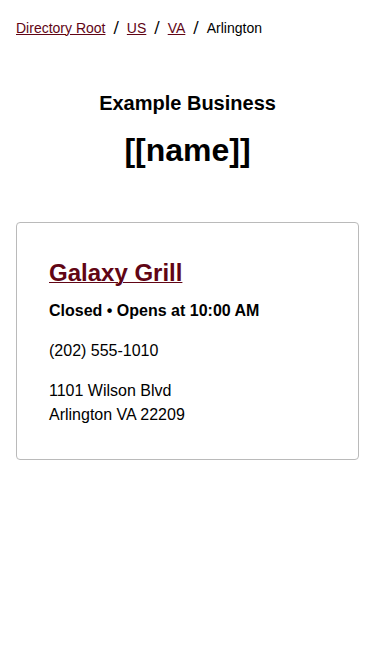 Directory Root / US / VA / Arlington
Example Business
[[name]]
Galaxy Grill
Closed • Opens at 10:00 AM
(202) 555-1010
1101 Wilson Blvd
Arlington VA 22209